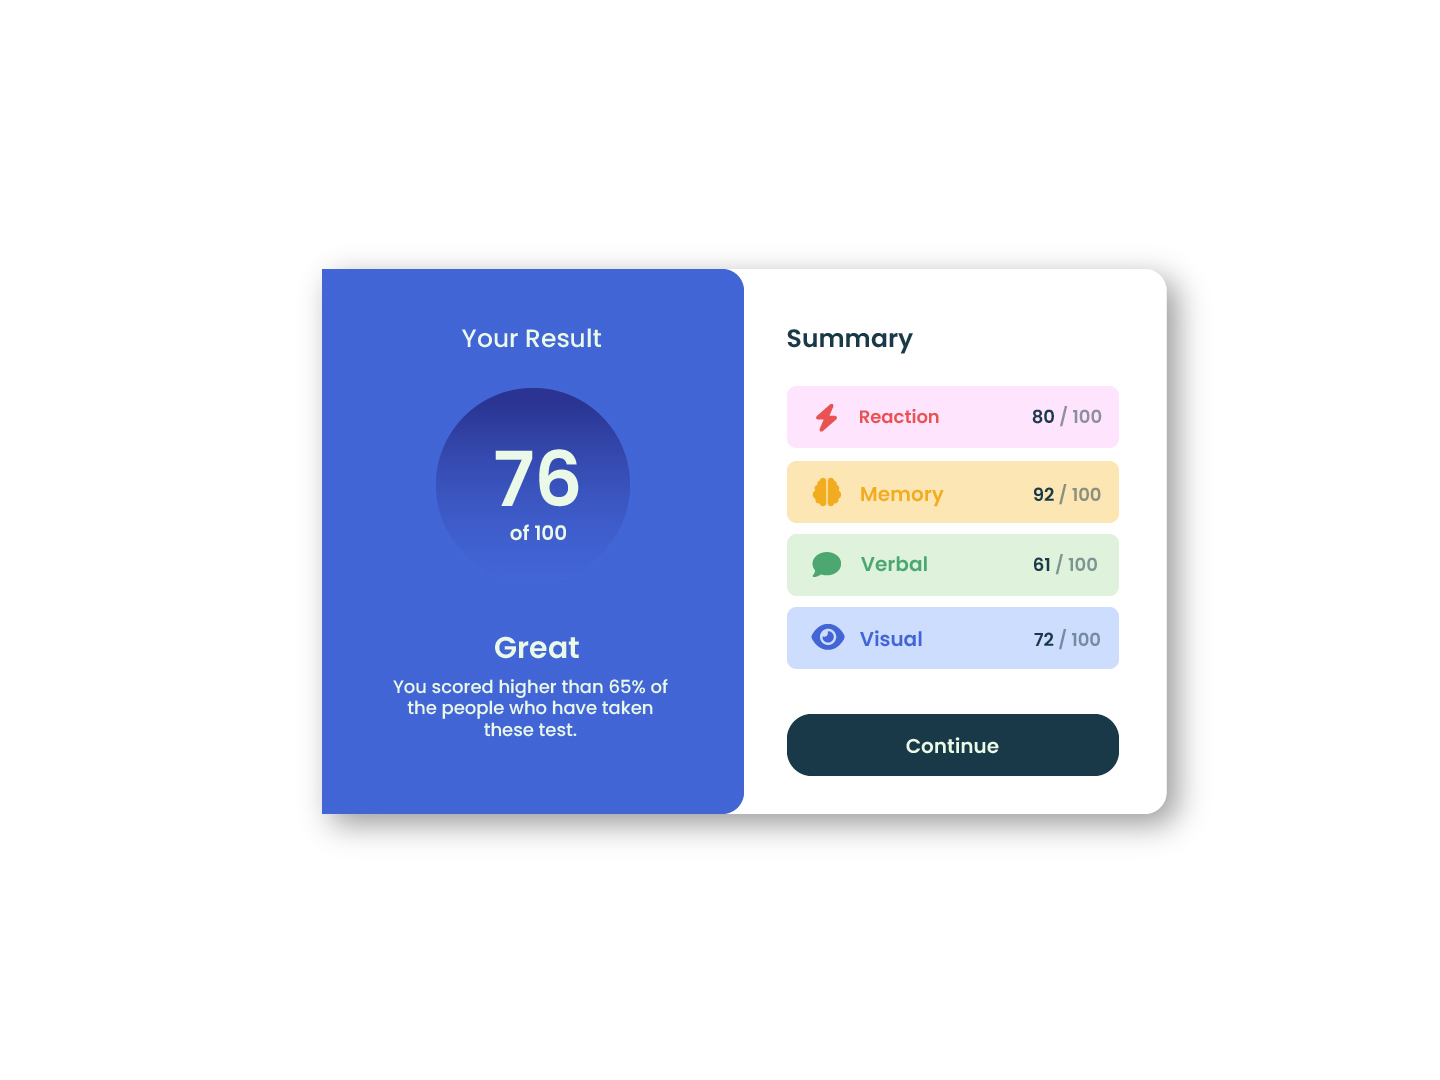 Your Result
76
of 100
Great
You scored higher than 65% of
the people who have taken
these test.
Summary
Reaction 80 / 100
Memory 92 / 100
Verbal 61 / 100
Visual 72 / 100
Continue